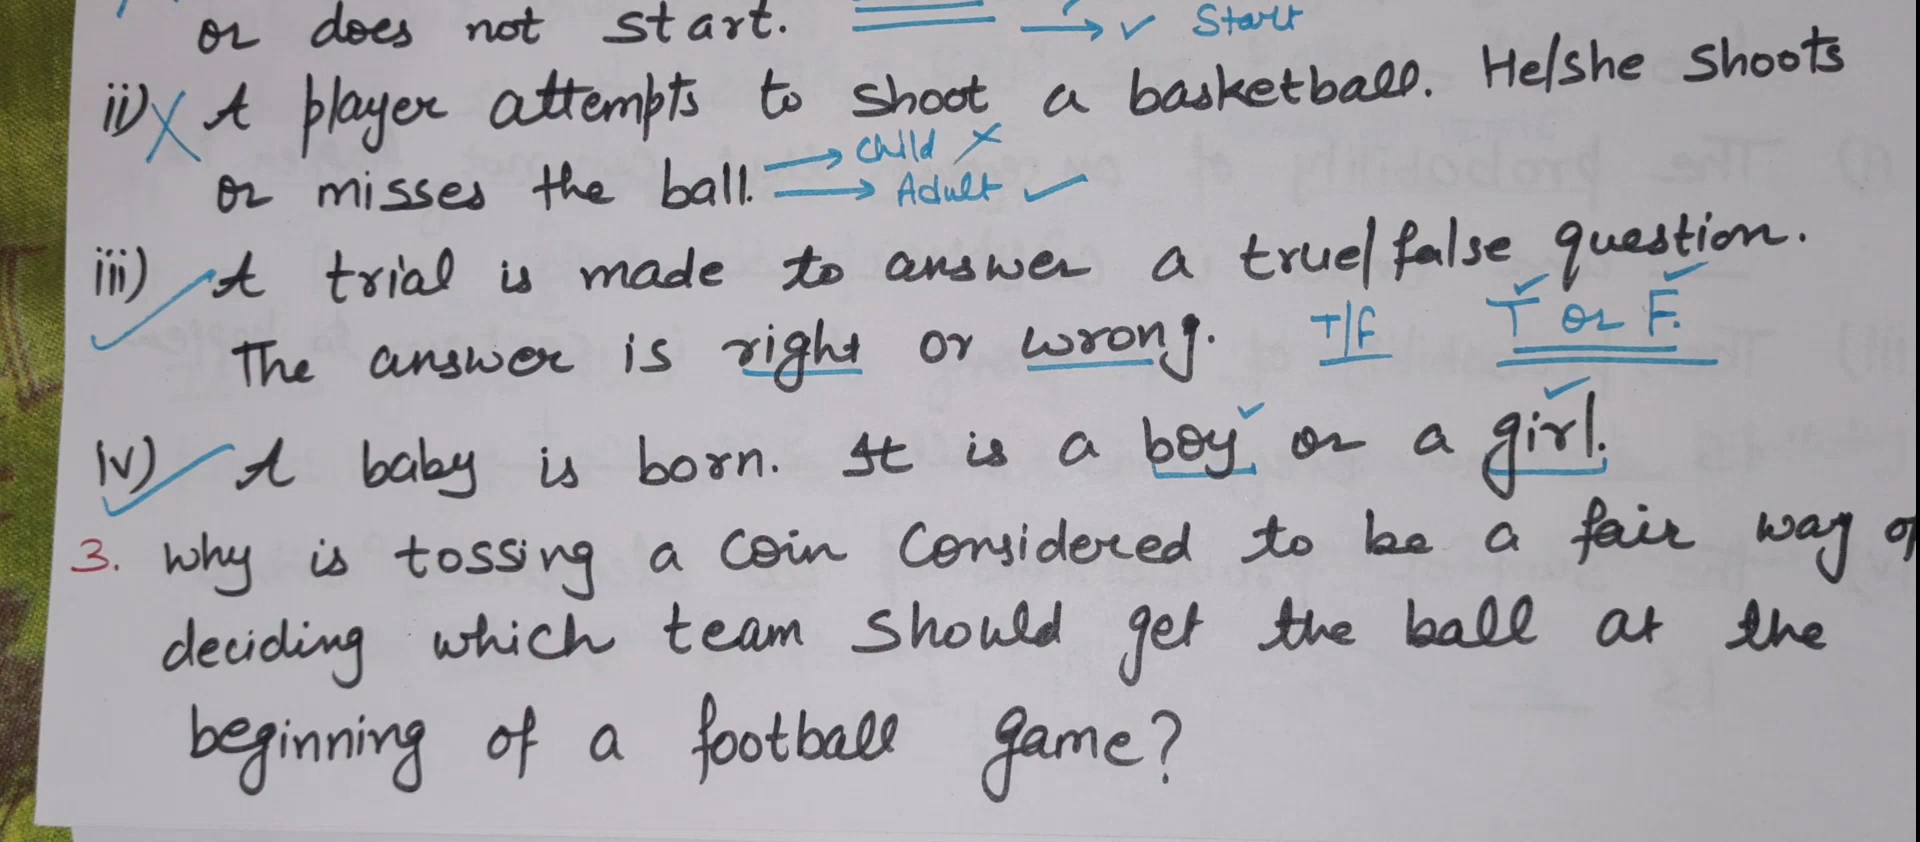 or does not start. → ✓ Start
ii) X A player attempts to shoot a basketball. He/she shoots
→ child X
or misses the ball. → Adult ✓
iii) ✓ A trial is made to answer a true/false question.
The answer is right or wrong. T/F T or F.
iv) ✓ A baby is born. It is a boy or a girl.
3. Why is tossing a coin considered to be a fair way of
deciding which team should get the ball at the
beginning of a football game?